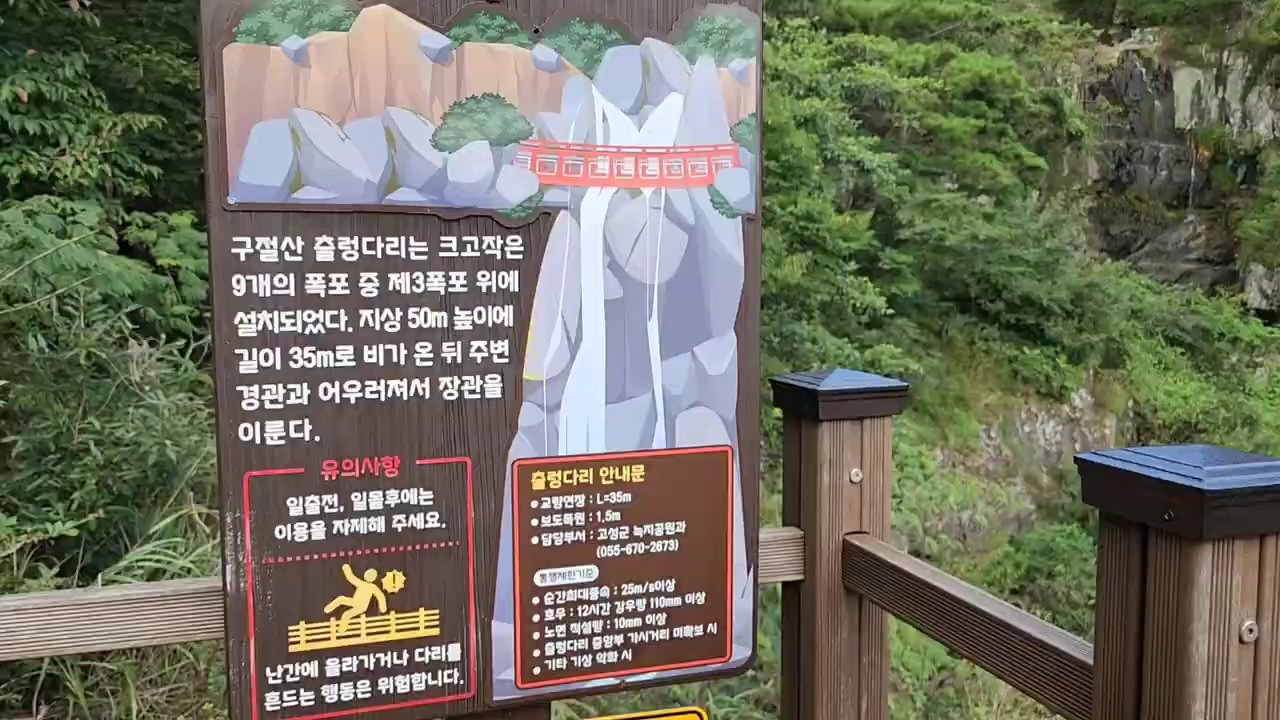 구절산 출렁다리는 크고작은
9개의 폭포 중 제3폭포 위에
설치되었다. 지상 50m 높이에
길이 35m로 비가 온 뒤 주변
경관과 어우러져서 장관을
이룬다.
유의사항
일출전, 일몰후에는
이용을 자제해 주세요.
난간에 올라가거나 다리를
흔드는 행동은 위험합니다.
출렁다리 안내문
●교량연장 : L=35m
●보도폭원 : 1.5m
●담당부서 : 고성군 녹지공원과
(055-670-2673)
통행제한기준
● 순간최대풍속 : 25m/s이상
● 호우 : 12시간 강우량 110mm 이상
● 노면 적설량 : 10mm 이상
● 출렁다리 중앙부 가시거리 미확보 시
● 기타 기상 악화 시